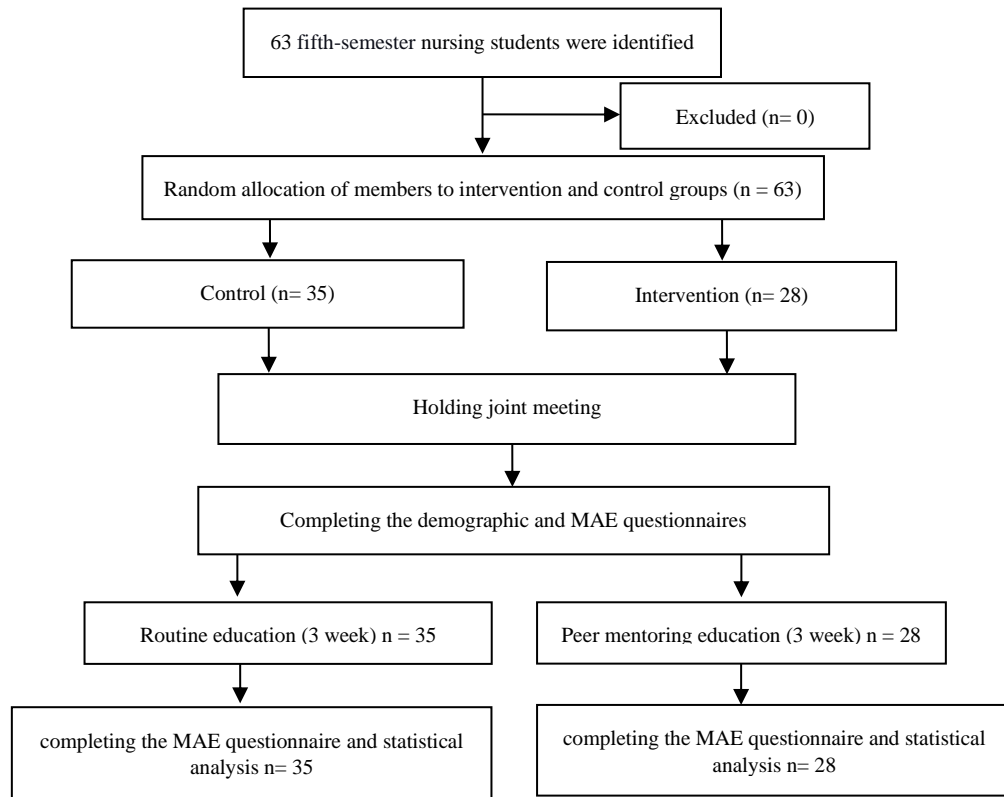 63 fifth-semester nursing students were identified
Excluded (n= 0)
Random allocation of members to intervention and control groups (n = 63)
Control (n= 35)
Intervention (n= 28)
Holding joint meeting
Completing the demographic and MAE questionnaires
Routine education (3 week) n = 35
Peer mentoring education (3 week) n = 28
completing the MAE questionnaire and statistical
analysis n= 35
completing the MAE questionnaire and statistical
analysis n= 28